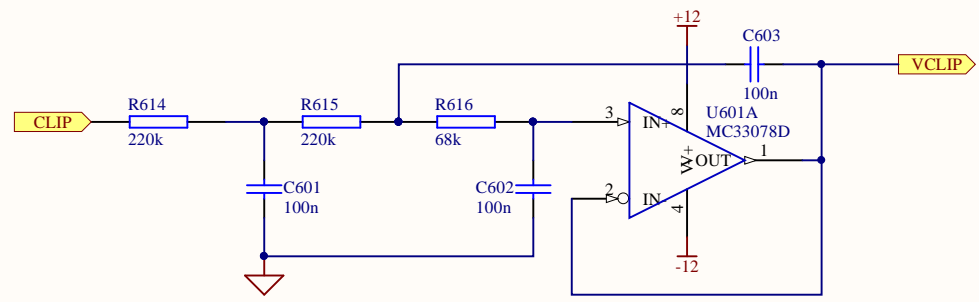 +12
C603
100n
VCLIP
CLIP
R614
220k
R615
220k
R616
68k
3
IN+
8
U601A
MC33078D
V+
V-
OUT
1
2
IN-
4
C601
100n
C602
100n
-12